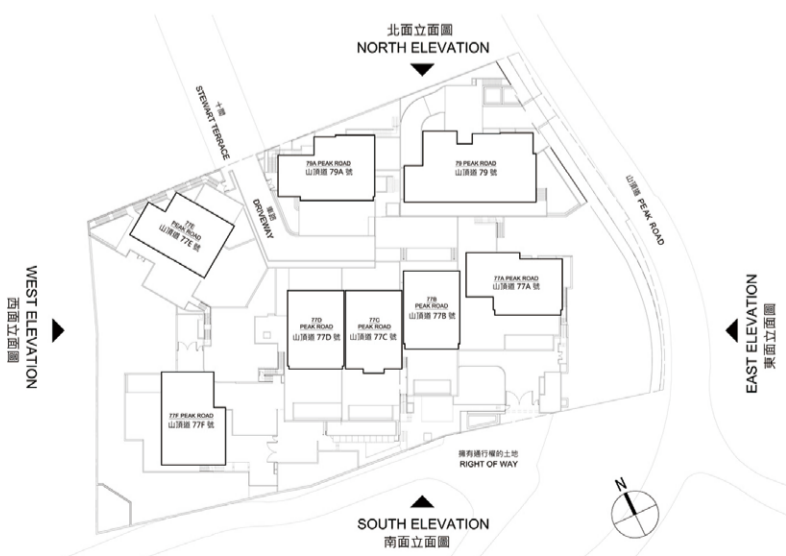 北面立面圖
NORTH ELEVATION
十間
STEWART TERRACE
79A PEAK ROAD
山頂道 79A 號
79 PEAK ROAD
山頂道 79 號
山頂道 PEAK ROAD
車路
DRIVEWAY
77E
PEAK ROAD
山頂道 77E 號
77A PEAK ROAD
山頂道 77A 號
77B
PEAK ROAD
山頂道 77B 號
77D
PEAK ROAD
山頂道 77D 號
77C
PEAK ROAD
山頂道 77C 號
WEST ELEVATION
西面立面圖
EAST ELEVATION
東面立面圖
77F PEAK ROAD
山頂道 77F 號
擁有通行權的土地
RIGHT OF WAY
N
SOUTH ELEVATION
南面立面圖